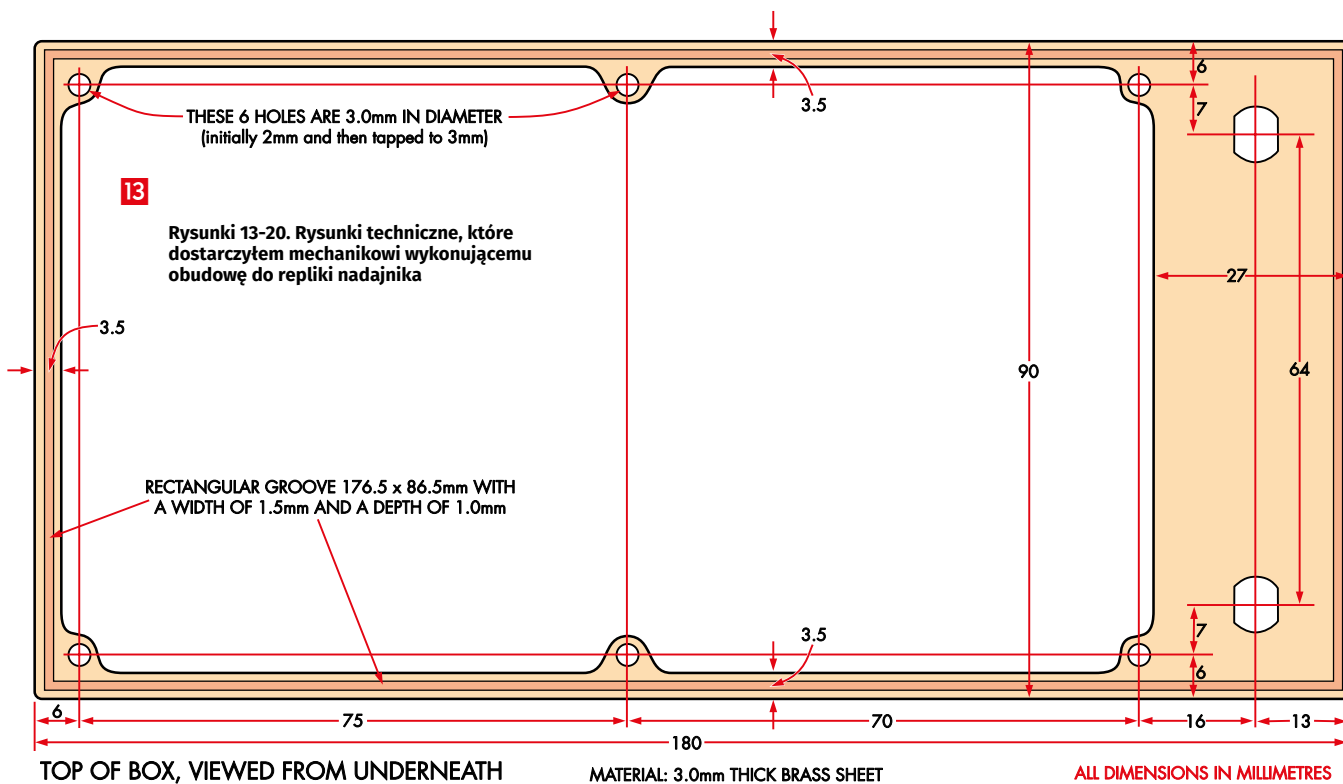 6
3.5
7
THESE 6 HOLES ARE 3.0mm IN DIAMETER
(initially 2mm and then tapped to 3mm)
13
Rysunki 13-20. Rysunki techniczne, które
dostarczyłem mechanikowi wykonującemu
obudowę do repliki nadajnika
27
3.5
90
64
RECTANGULAR GROOVE 176.5 x 86.5mm WITH
A WIDTH OF 1.5mm AND A DEPTH OF 1.0mm
3.5
7
6
6
75
70
16
13
180
TOP OF BOX, VIEWED FROM UNDERNEATH
MATERIAL: 3.0mm THICK BRASS SHEET
ALL DIMENSIONS IN MILLIMETRES